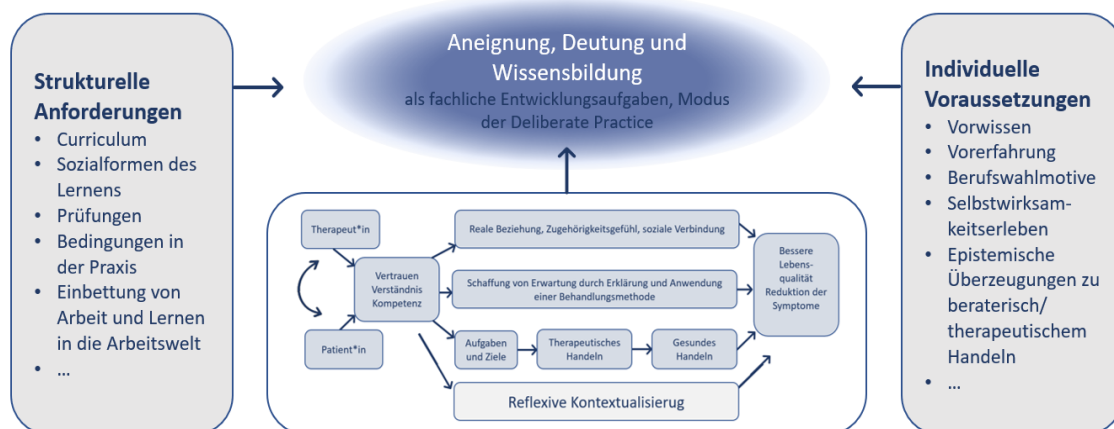 Strukturelle
Anforderungen
• Curriculum
• Sozialformen des
Lernens
• Prüfungen
• Bedingungen in
der Praxis
• Einbettung von
Arbeit und Lernen
in die Arbeitswelt
• ...
Aneignung, Deutung und
Wissensbildung
als fachliche Entwicklungsaufgaben, Modus
der Deliberate Practice
Therapeut*in
Patient*in
Vertrauen
Verständnis
Kompetenz
Reale Beziehung, Zugehörigkeitsgefühl, soziale Verbindung
Schaffung von Erwartung durch Erklärung und Anwendung
einer Behandlungsmethode
Aufgaben
und Ziele
Therapeutisches
Handeln
Gesundes
Handeln
Reflexive Kontextualisierug
Bessere
Lebens-
qualität
Reduktion der
Symptome
Individuelle
Voraussetzungen
• Vorwissen
• Vorerfahrung
• Berufswahlmotive
• Selbstwirksam-
keitserleben
• Epistemische
Überzeugungen zu
beraterisch/
therapeutischem
Handeln
• ...